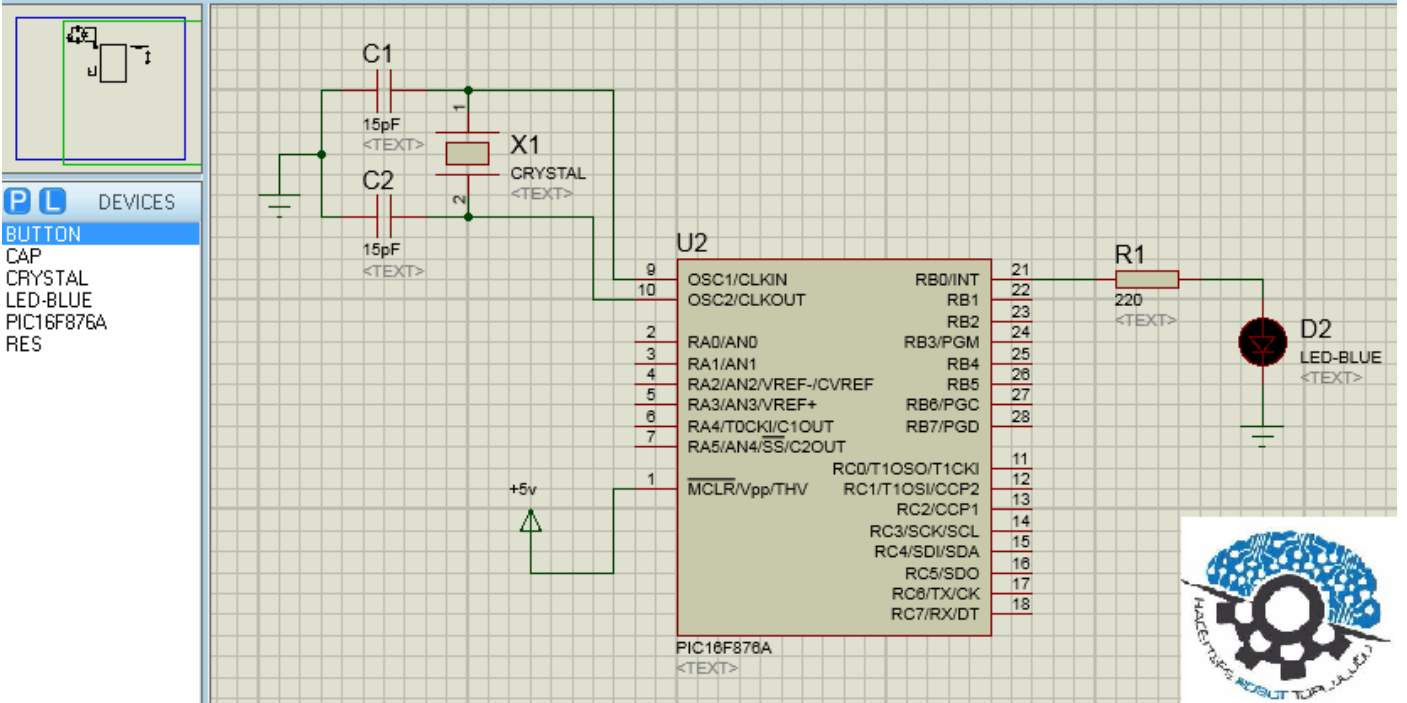 P L DEVICES
BUTTON
CAP
CRYSTAL
LED-BLUE
PIC16F876A
RES
C1
15pF
<TEXT>
1
X1
CRYSTAL
<TEXT>
C2
2
15pF
<TEXT>
U2
9 OSC1/CLKIN
10 OSC2/CLKOUT
2 RA0/AN0
3 RA1/AN1
4 RA2/AN2/VREF-/CVREF
5 RA3/AN3/VREF+
6 RA4/T0CKI/C1OUT
7 RA5/AN4/SS/C2OUT
1 MCLR/Vpp/THV
RB0/INT 21
RB1 22
RB2 23
RB3/PGM 24
RB4 25
RB5 26
RB6/PGC 27
RB7/PGD 28
RC0/T1OSO/T1CKI 11
RC1/T1OSI/CCP2 12
RC2/CCP1 13
RC3/SCK/SCL 14
RC4/SDI/SDA 15
RC5/SDO 16
RC6/TX/CK 17
RC7/RX/DT 18
PIC16F876A
<TEXT>
+5v
R1
220
<TEXT>
D2
LED-BLUE
<TEXT>
HACETTEPE ROBOT TOPLULUĞU